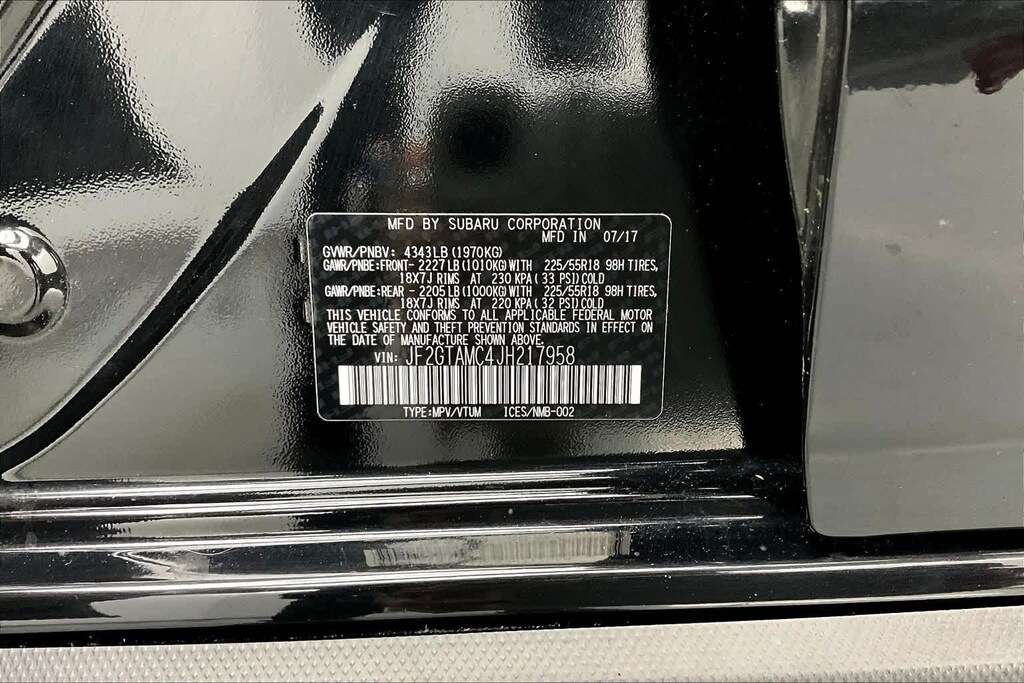 MFD BY SUBARU CORPORATION
MFD IN 07/17
GVWR/PNBV: 4343LB(1970KG)
GAWR/PNBE:FRONT- 2227LB(1010KG)WITH 225/55R18 98H TIRES,
18X7J RIMS AT 230 KPA( 33 PSI)COLD
GAWR/PNBE:REAR - 2205LB(1000KG)WITH 225/55R18 98H TIRES,
18X7J RIMS AT 220 KPA( 32 PSI)COLD
THIS VEHICLE CONFORMS TO ALL APPLICABLE FEDERAL MOTOR
VEHICLE SAFETY AND THEFT PREVENTION STANDARDS IN EFFECT ON
THE DATE OF MANUFACTURE SHOWN ABOVE.
VIN: JF2GTAMC4JH217958
TYPE:MPV/VTUM ICES/NMB-002